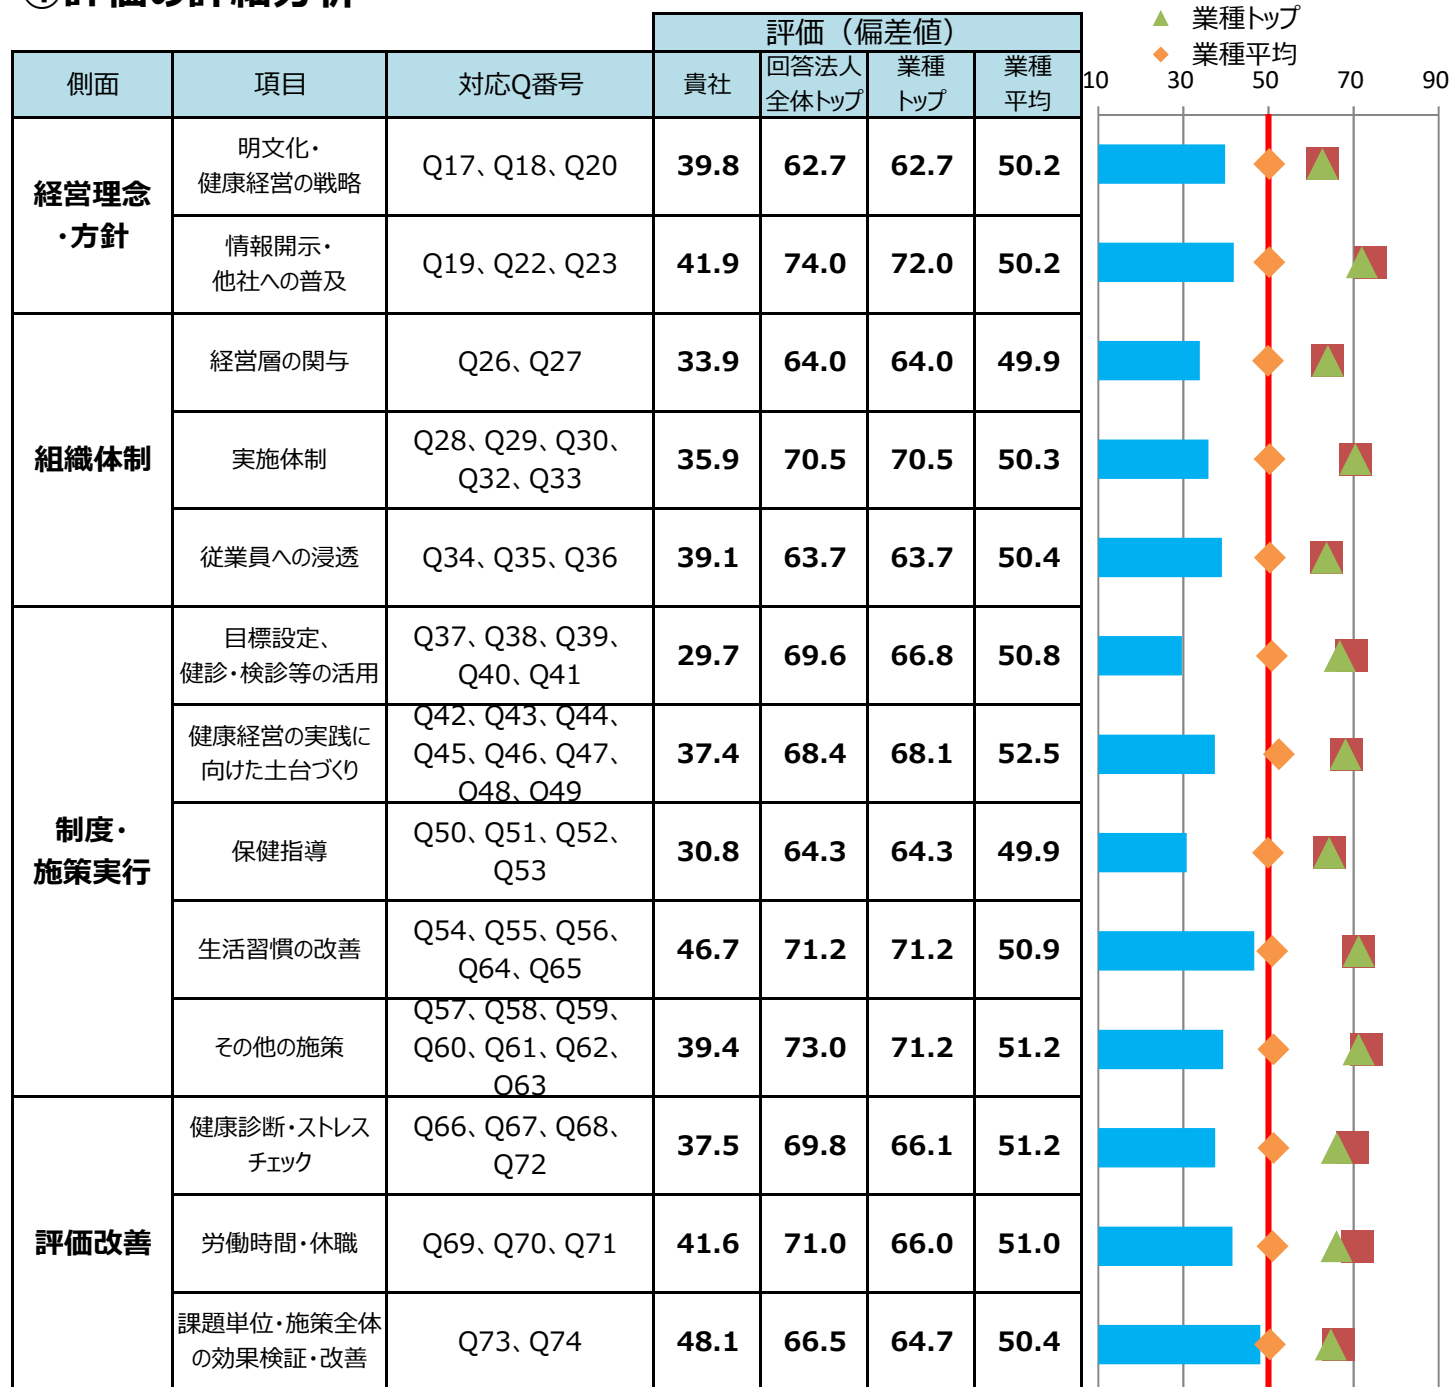 ①評価の詳細分析
▲ 業種トップ
◆ 業種平均
評価（偏差値）
側面 項目 対応Q番号 貴社 回答法人 業種 業種
全体トップ トップ 平均
10 30 50 70 90
経営理念
・方針
明文化・
健康経営の戦略
Q17、Q18、Q20 39.8 62.7 62.7 50.2
情報開示・
他社への普及
Q19、Q22、Q23 41.9 74.0 72.0 50.2
組織体制
経営層の関与 Q26、Q27 33.9 64.0 64.0 49.9
実施体制
Q28、Q29、Q30、
Q32、Q33
35.9 70.5 70.5 50.3
従業員への浸透 Q34、Q35、Q36 39.1 63.7 63.7 50.4
制度・
施策実行
目標設定、
健診・検診等の活用
Q37、Q38、Q39、
Q40、Q41
29.7 69.6 66.8 50.8
健康経営の実践に
向けた土台づくり
Q42、Q43、Q44、
Q45、Q46、Q47、
Q48、Q49
37.4 68.4 68.1 52.5
保健指導
Q50、Q51、Q52、
Q53
30.8 64.3 64.3 49.9
生活習慣の改善
Q54、Q55、Q56、
Q64、Q65
46.7 71.2 71.2 50.9
その他の施策
Q57、Q58、Q59、
Q60、Q61、Q62、
Q63
39.4 73.0 71.2 51.2
評価改善
健康診断・ストレス
チェック
Q66、Q67、Q68、
Q72
37.5 69.8 66.1 51.2
労働時間・休職 Q69、Q70、Q71 41.6 71.0 66.0 51.0
課題単位・施策全体
の効果検証・改善
Q73、Q74 48.1 66.5 64.7 50.4